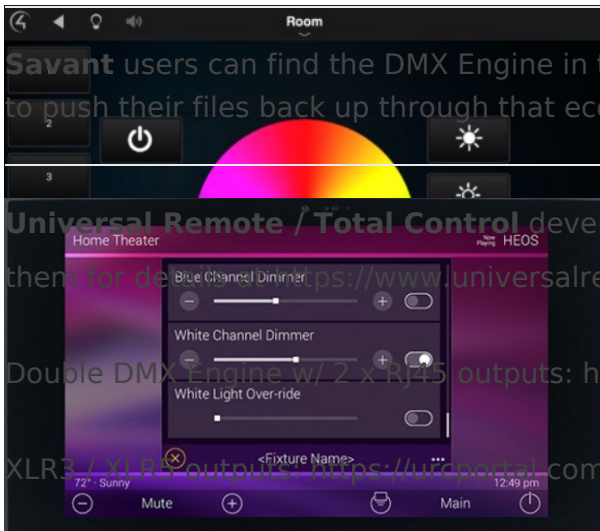 Room
Savant users can find the DMX Engine in
to push their files back up through that
2
3
Universal Remote / Total Control
Home Theater
Now Playing HEOS
Blue Channel Dimmer
them for details at https://www.universalre
White Channel Dimmer
Double DMX Engine w/ 2 x RJ45 outputs: h
White Light Over-ride
<Fixture Name>
XLR3 / XLR5 outputs: https://urcportal.com
72° - Sunny
12:49 pm
Mute
Main